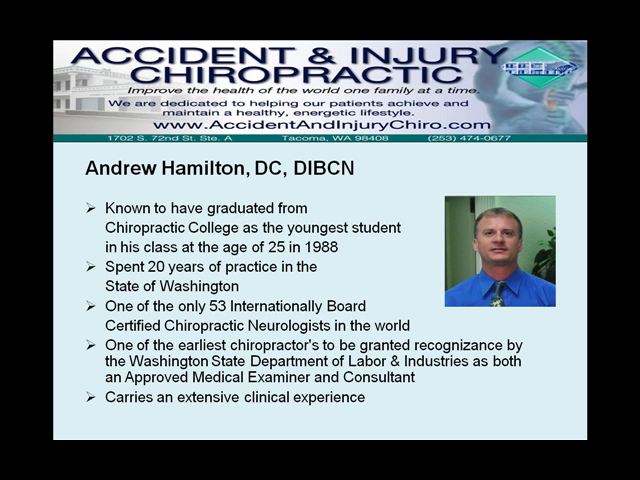 ACCIDENT & INJURY
CHIROPRACTIC
Improve the health of the world one family at a time.
We are dedicated to helping our patients achieve and
maintain a healthy, energetic lifestyle.
www.AccidentAndInjuryChiro.com
1702 S. 72nd St. Ste. A Tacoma, WA 98408 (253) 474-0677
Andrew Hamilton, DC, DIBCN
➢ Known to have graduated from
Chiropractic College as the youngest student
in his class at the age of 25 in 1988
➢ Spent 20 years of practice in the
State of Washington
➢ One of the only 53 Internationally Board
Certified Chiropractic Neurologists in the world
➢ One of the earliest chiropractor's to be granted recognizance by
the Washington State Department of Labor & Industries as both
an Approved Medical Examiner and Consultant
➢ Carries an extensive clinical experience